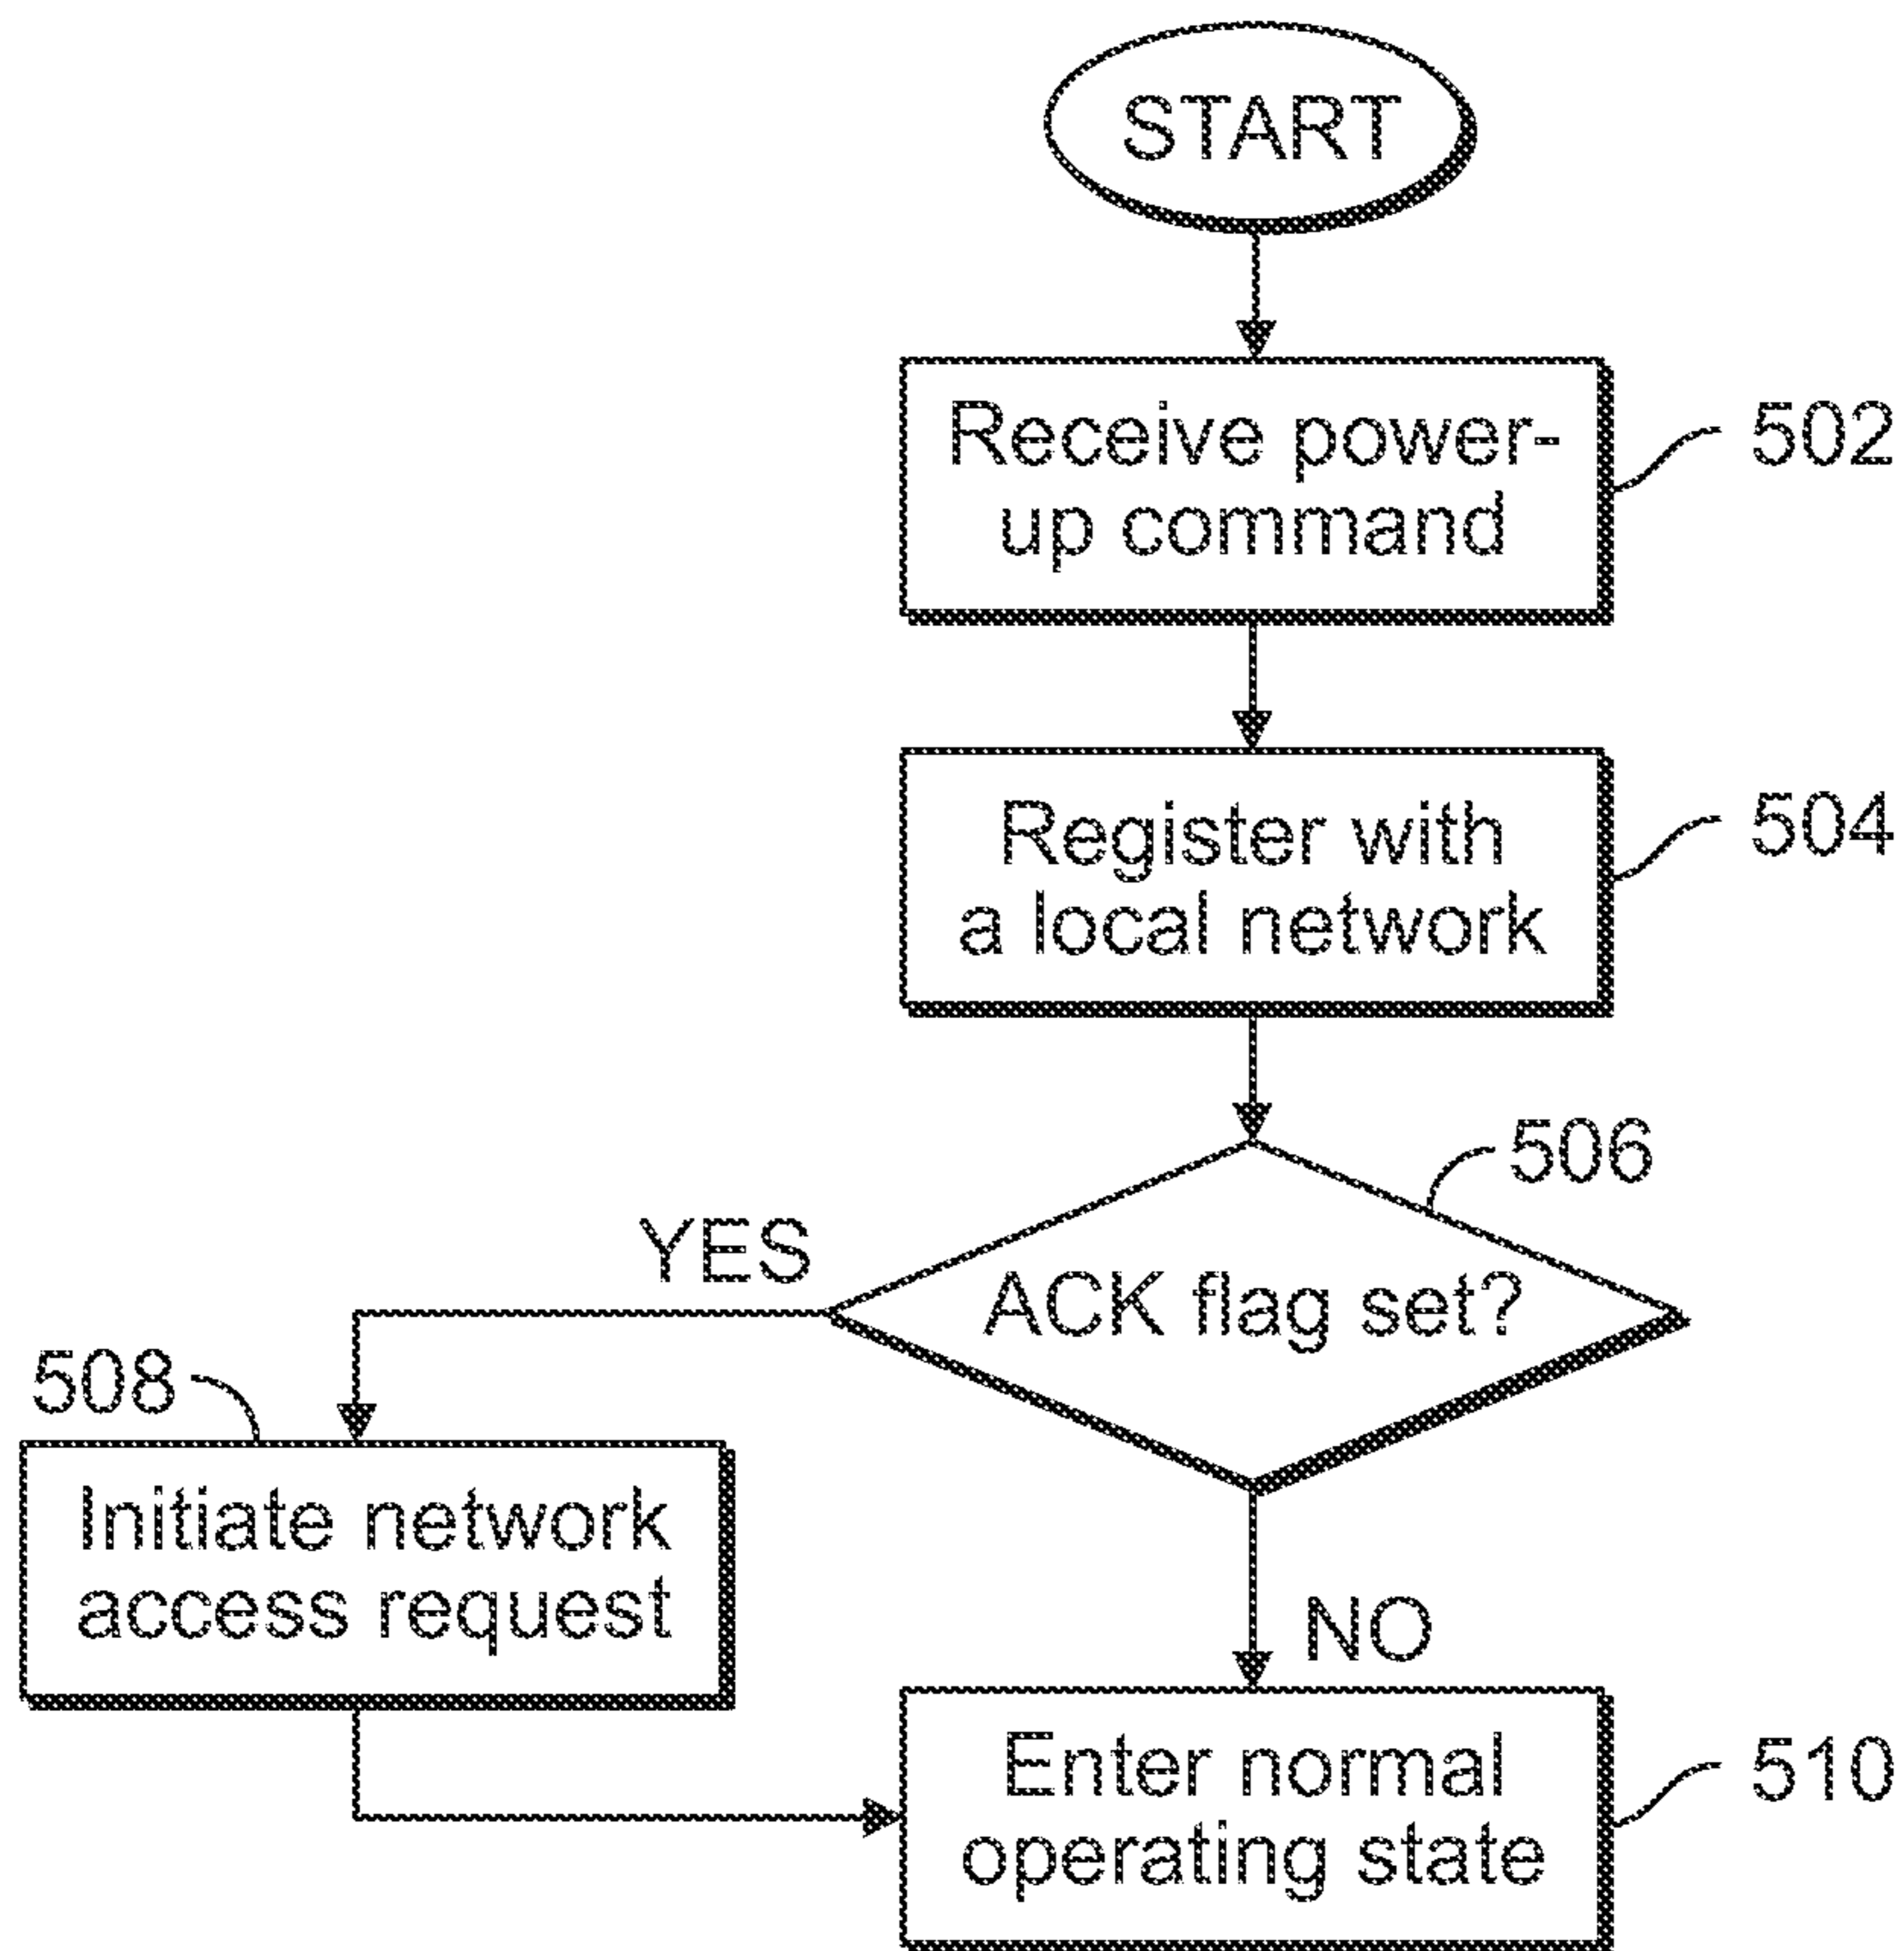 START
Receive power-
up command
502
Register with
a local network
504
506
ACK flag set?
YES
508
Initiate network
access request
NO
Enter normal
operating state
510